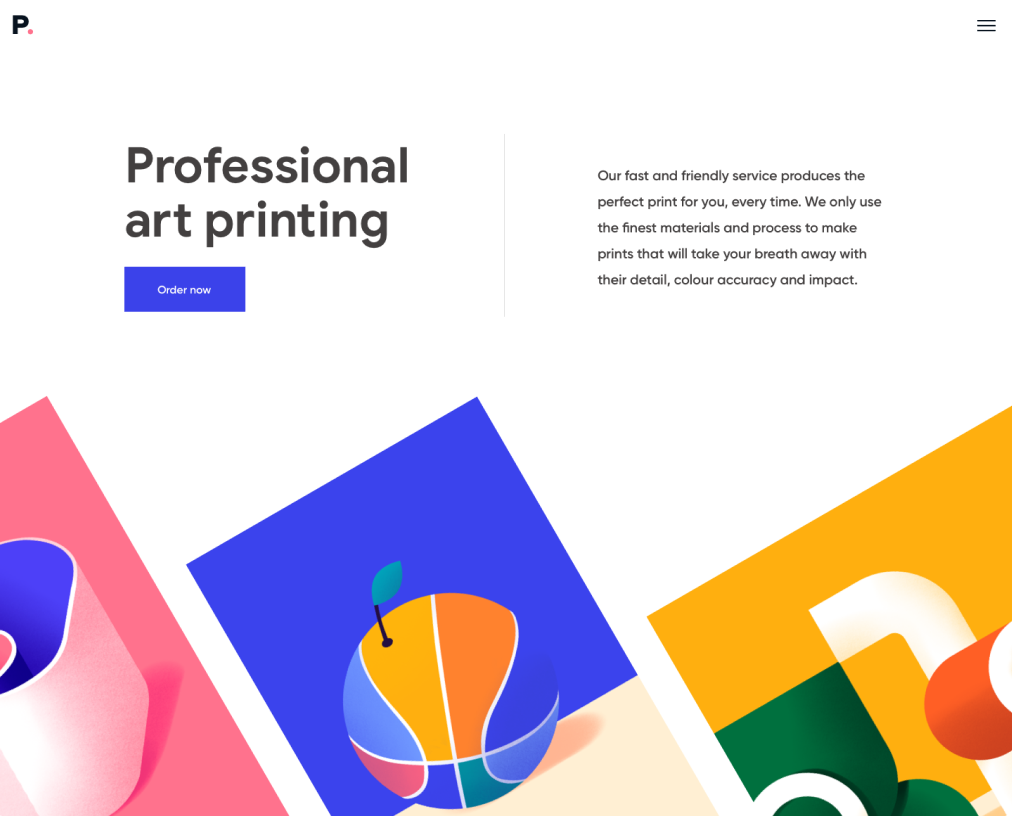 P.
Professional
art printing
Order now
Our fast and friendly service produces the
perfect print for you, every time. We only use
the finest materials and process to make
prints that will take your breath away with
their detail, colour accuracy and impact.